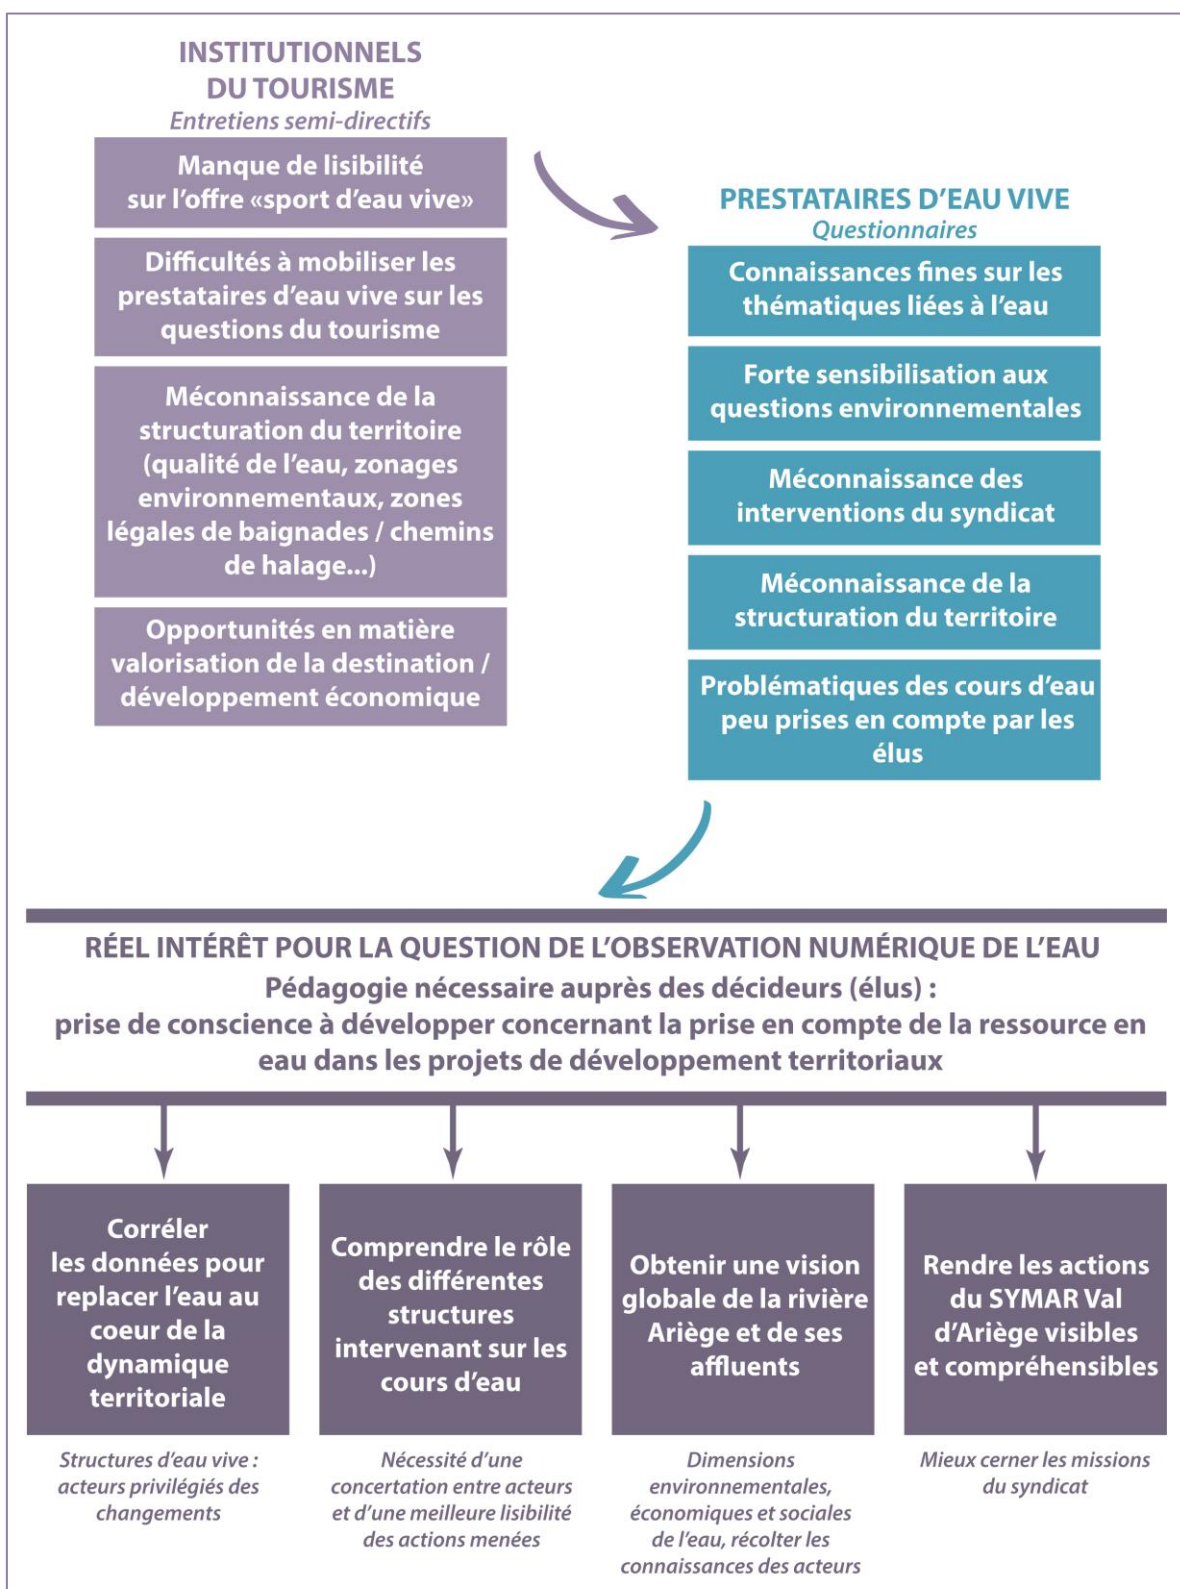 INSTITUTIONNELS
DU TOURISME
Entretiens semi-directifs
Manque de lisibilité
sur l'offre «sport d'eau vive»
Difficultés à mobiliser les
prestataires d'eau vive sur les
questions du tourisme
Méconnaissance de la
structuration du territoire
(qualité de l'eau, zonages
environnementaux, zones
légales de baignades / chemins
de halage...)
Opportunités en matière
valorisation de la destination /
développement économique
PRESTATAIRES D'EAU VIVE
Questionnaires
Connaissances fines sur les
thématiques liées à l'eau
Forte sensibilisation aux
questions environnementales
Méconnaissance des
interventions du syndicat
Méconnaissance de la
structuration du territoire
Problématiques des cours d'eau
peu prises en compte par les
élus
RÉEL INTÉRÊT POUR LA QUESTION DE L'OBSERVATION NUMÉRIQUE DE L'EAU
Pédagogie nécessaire auprès des décideurs (élus) :
prise de conscience à développer concernant la prise en compte de la ressource en
eau dans les projets de développement territoriaux
Corréler
les données pour
replacer l'eau au
coeur de la
dynamique
territoriale
Structures d'eau vive :
acteurs privilégiés des
changements
Comprendre le rôle
des différentes
structures
intervenant sur les
cours d'eau
Nécessité d'une
concertation entre acteurs
et d'une meilleure lisibilité
des actions menées
Obtenir une vision
globale de la rivière
Ariège et de ses
affluents
Dimensions
environnementales,
économiques et sociales
de l'eau, récolter les
connaissances des acteurs
Rendre les actions
du SYMAR Val
d'Ariège visibles
et compréhensibles
Mieux cerner les missions
du syndicat